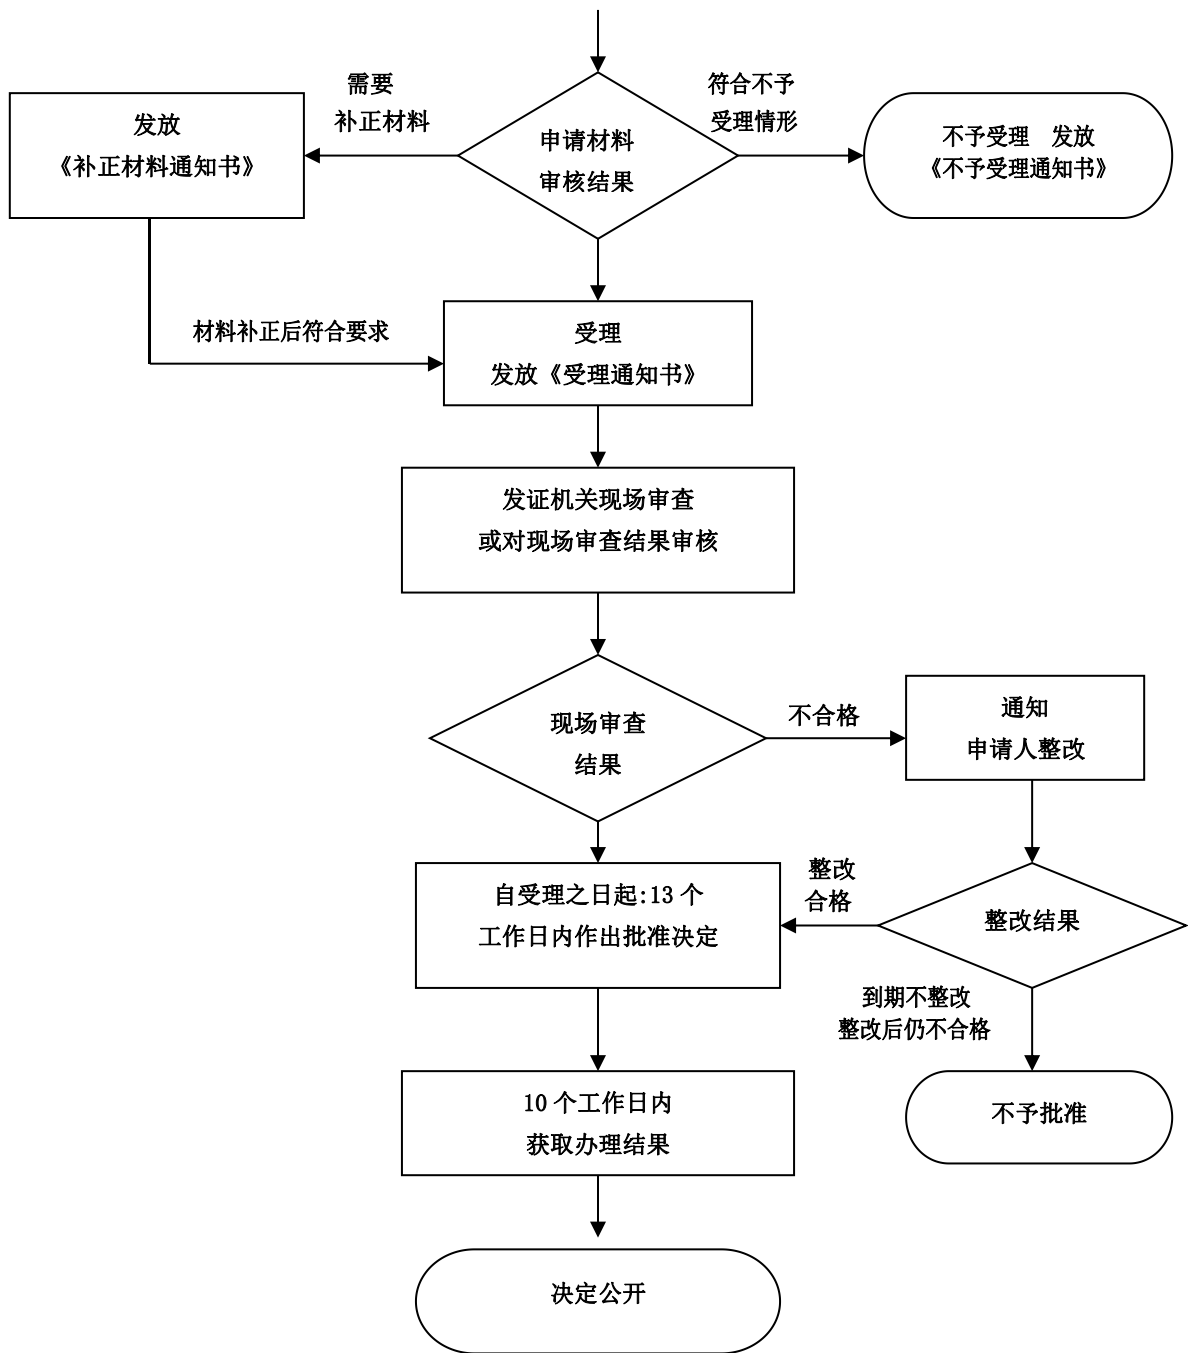 需要
补正材料
符合不予
受理情形
发放
《补正材料通知书》
申请材料
审核结果
不予受理　发放
《不予受理通知书》
材料补正后符合要求
受理
发放《受理通知书》
发证机关现场审查
或对现场审查结果审核
现场审查
结果
不合格
通知
申请人整改
整改
合格
自受理之日起:13 个
工作日内作出批准决定
整改结果
到期不整改
整改后仍不合格
10 个工作日内
获取办理结果
不予批准
决定公开